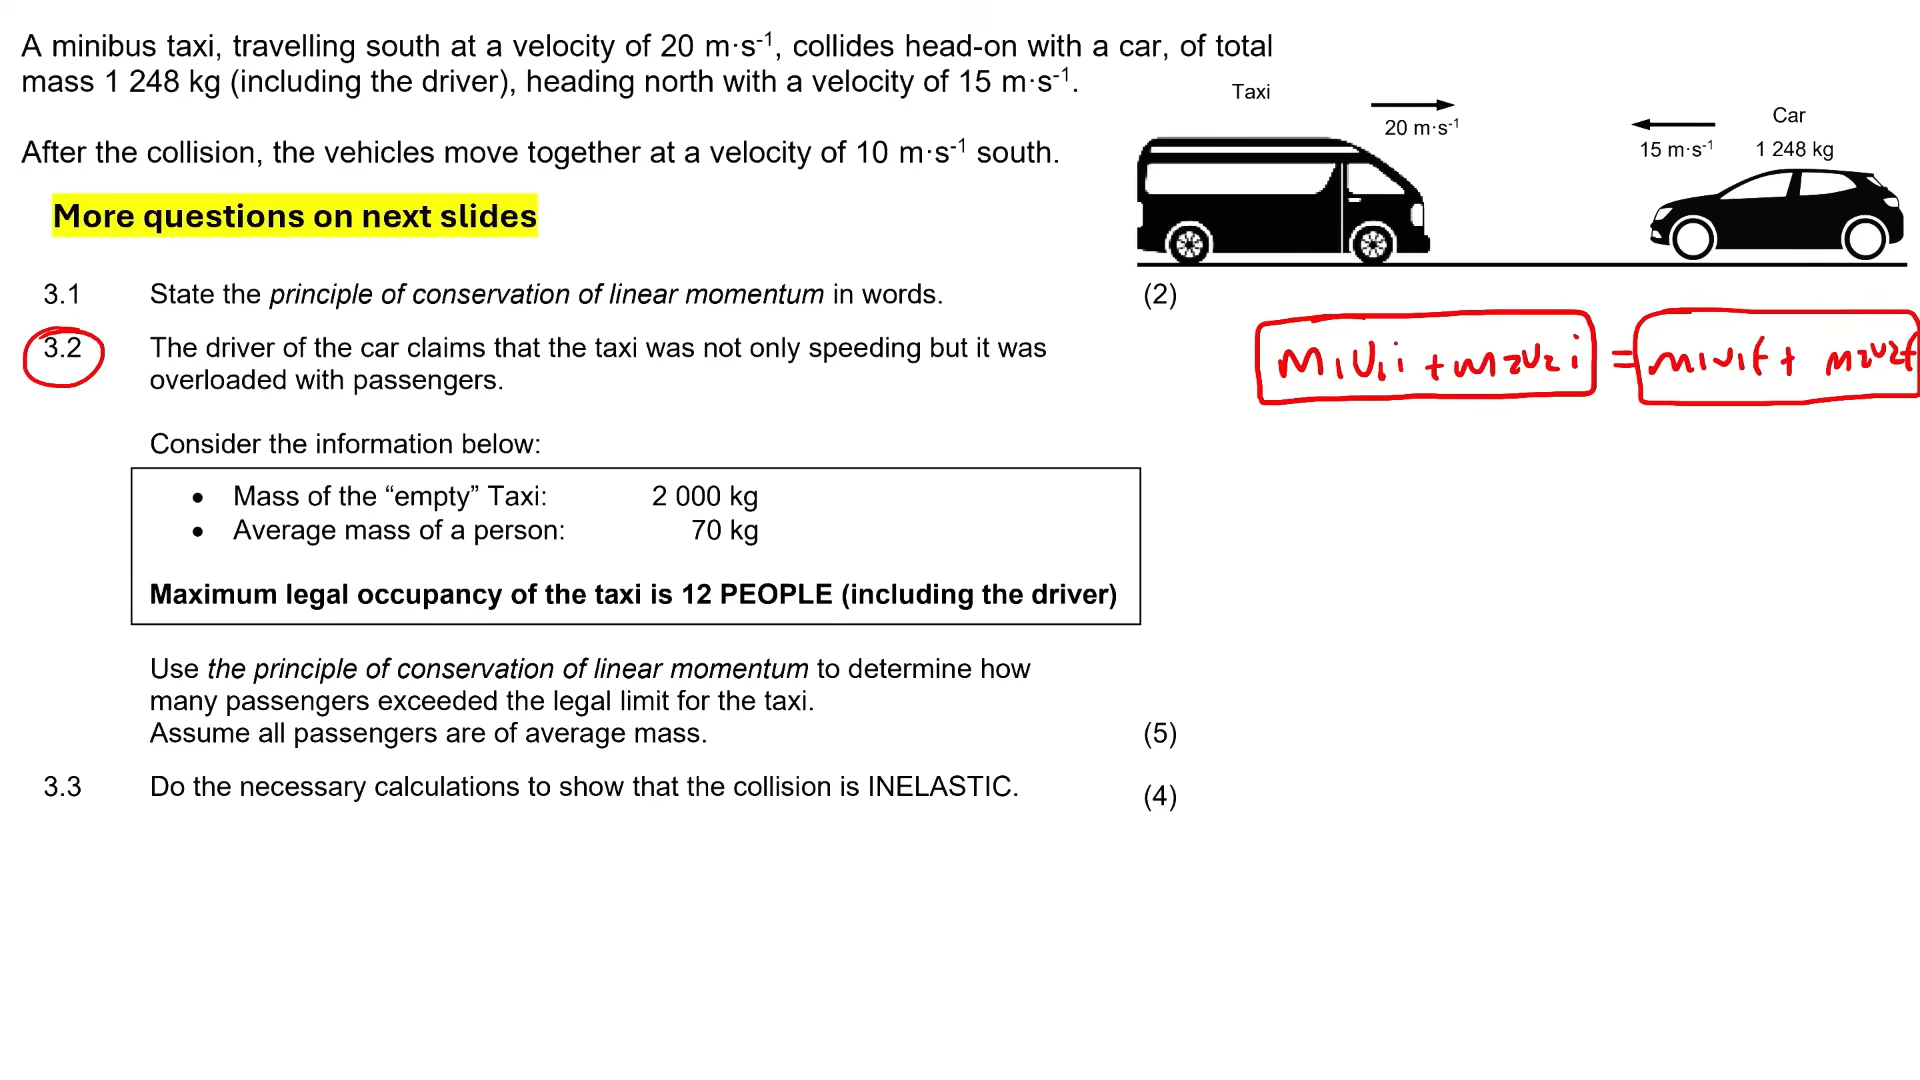 A minibus taxi, travelling south at a velocity of 20 m·s⁻¹, collides head-on with a car, of total
mass 1 248 kg (including the driver), heading north with a velocity of 15 m·s⁻¹.
After the collision, the vehicles move together at a velocity of 10 m·s⁻¹ south.
More questions on next slides
Taxi
20 m·s⁻¹
Car
15 m·s⁻¹ 1 248 kg
3.1 State the principle of conservation of linear momentum in words. (2)
m1v1i + m2v2i = m1v1f + m2v2f
3.2 The driver of the car claims that the taxi was not only speeding but it was
overloaded with passengers.
Consider the information below:
• Mass of the “empty” Taxi: 2 000 kg
• Average mass of a person: 70 kg
Maximum legal occupancy of the taxi is 12 PEOPLE (including the driver)
Use the principle of conservation of linear momentum to determine how
many passengers exceeded the legal limit for the taxi.
Assume all passengers are of average mass. (5)
3.3 Do the necessary calculations to show that the collision is INELASTIC. (4)